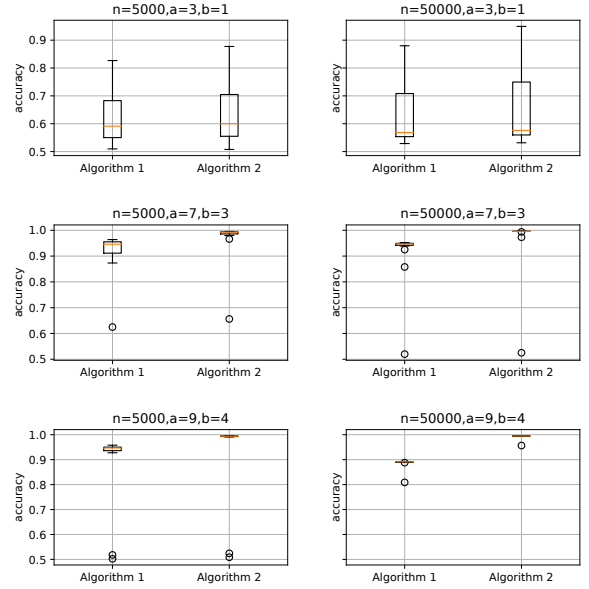 n=5000,a=3,b=1
n=50000,a=3,b=1
accuracy
0.9
0.8
0.7
0.6
0.5
accuracy
Algorithm 1
Algorithm 2
Algorithm 1
Algorithm 2
n=5000,a=7,b=3
n=50000,a=7,b=3
accuracy
1.0
0.9
0.8
0.7
0.6
0.5
accuracy
Algorithm 1
Algorithm 2
Algorithm 1
Algorithm 2
n=5000,a=9,b=4
n=50000,a=9,b=4
accuracy
1.0
0.9
0.8
0.7
0.6
0.5
accuracy
Algorithm 1
Algorithm 2
Algorithm 1
Algorithm 2